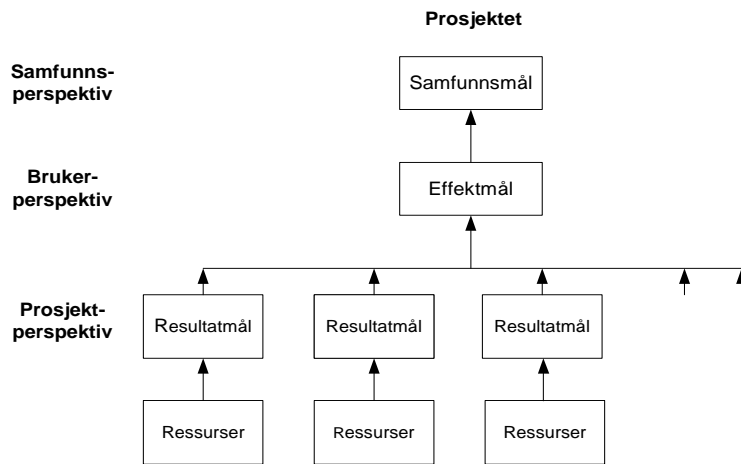 Prosjektet
Samfunns-
perspektiv
Samfunnsmål
Bruker-
perspektiv
Effektmål
Prosjekt-
perspektiv
Resultatmål
Resultatmål
Resultatmål
Ressurser
Ressurser
Ressurser